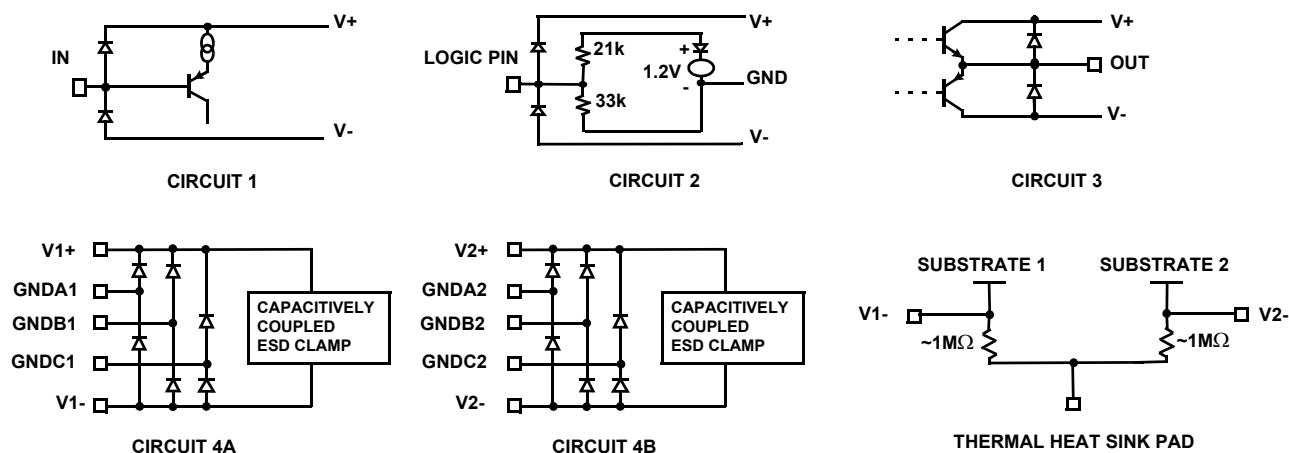 V+
IN
V-
CIRCUIT 1
V+
LOGIC PIN
21k
+
1.2V
-
GND
33k
V-
CIRCUIT 2
V+
OUT
V-
CIRCUIT 3
V1+
GNDA1
GNDB1
GNDC1
V1-
CAPACITIVELY
COUPLED
ESD CLAMP
CIRCUIT 4A
V2+
GNDA2
GNDB2
GNDC2
V2-
CAPACITIVELY
COUPLED
ESD CLAMP
CIRCUIT 4B
SUBSTRATE 1
SUBSTRATE 2
V1-
V2-
~1MΩ
~1MΩ
THERMAL HEAT SINK PAD